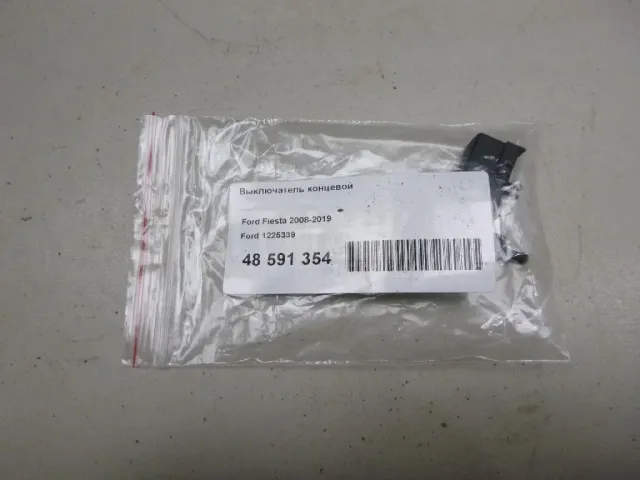 Выключатель концевой
Ford Fiesta 2008-2019
Ford 1225339
48 591 354